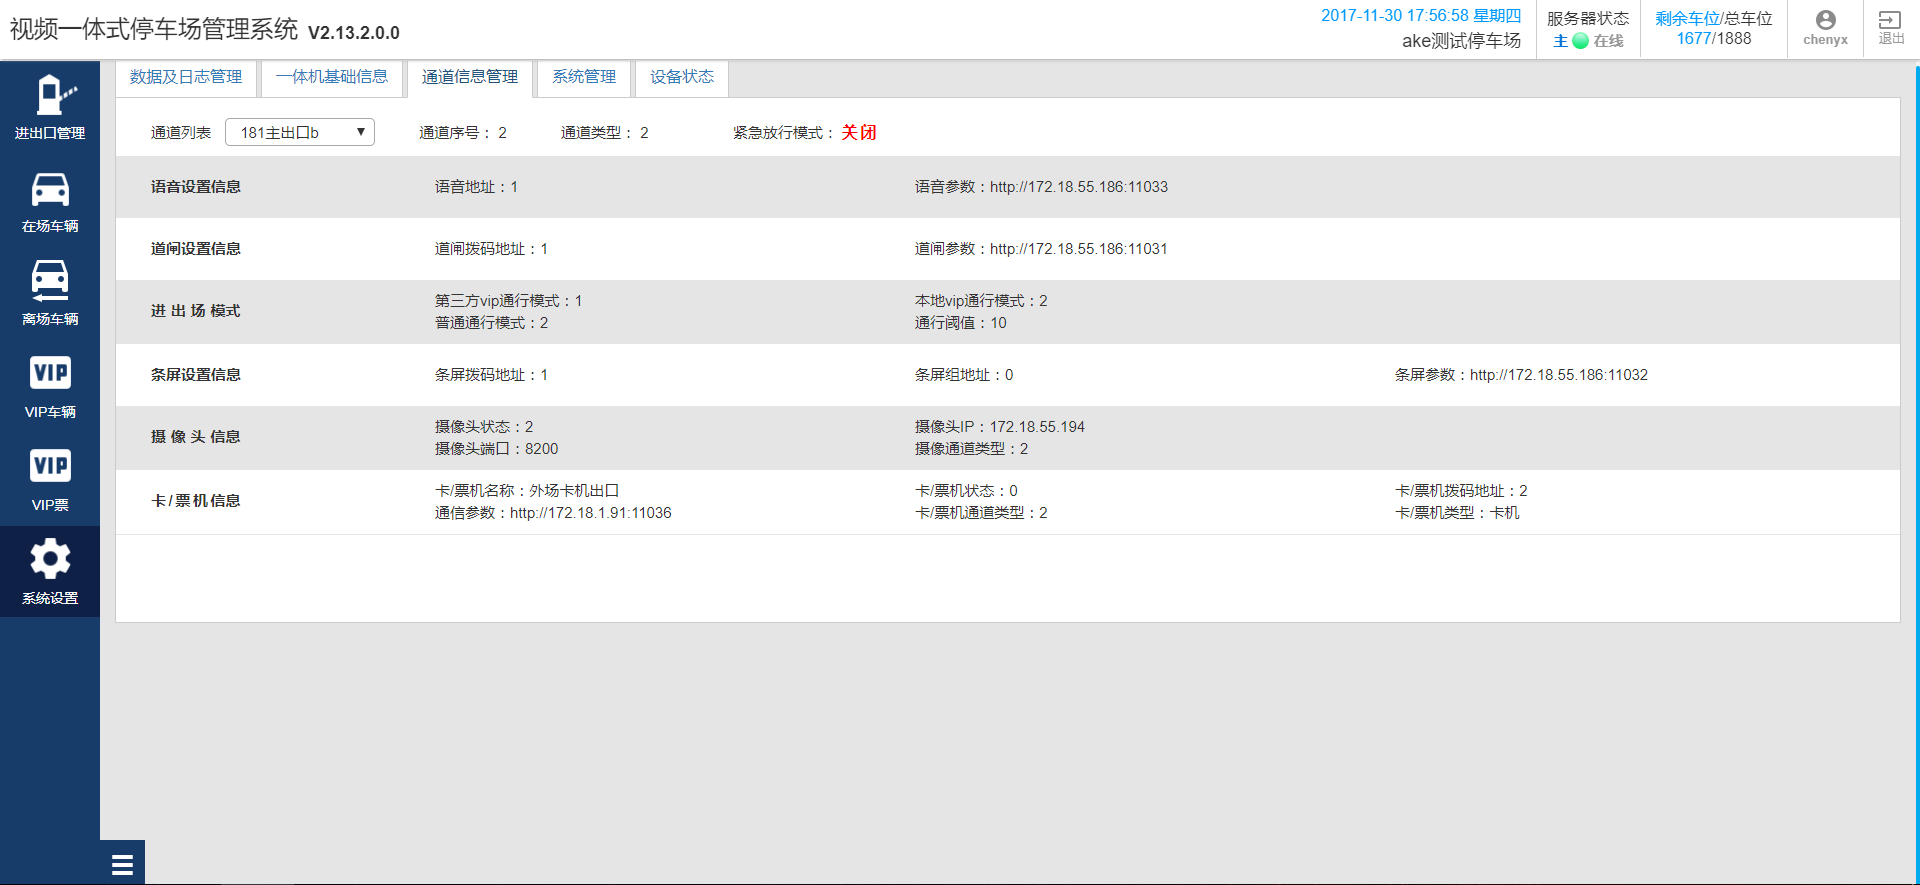 视频一体式停车场管理系统 V2.13.2.0.0
2017-11-30 17:56:58 星期四
ake测试停车场
服务器状态
主 在线
剩余车位/总车位
1677/1888
chenyx
退出
进出口管理
在场车辆
离场车辆
VIP
VIP车辆
VIP
VIP票
系统设置
数据及日志管理 一体机基础信息 通道信息管理 系统管理 设备状态
通道列表 181主出口b ▼ 通道序号： 2 通道类型： 2 紧急放行模式： 关闭
语音设置信息 语音地址：1 语音参数：http://172.18.55.186:11033
道闸设置信息 道闸拨码地址：1 道闸参数：http://172.18.55.186:11031
进 出 场 模式
第三方vip通行模式：1 本地vip通行模式：2
普通通行模式：2 通行阈值：10
条屏设置信息 条屏拨码地址：1 条屏组地址：0 条屏参数：http://172.18.55.186:11032
摄 像 头 信息
摄像头状态：2 摄像头IP：172.18.55.194
摄像头端口：8200 摄像通道类型：2
卡/票机信息
卡/票机名称：外场卡机出口 卡/票机状态：0 卡/票机拨码地址：2
通信参数：http://172.18.1.91:11036 卡/票机通道类型：2 卡/票机类型：卡机